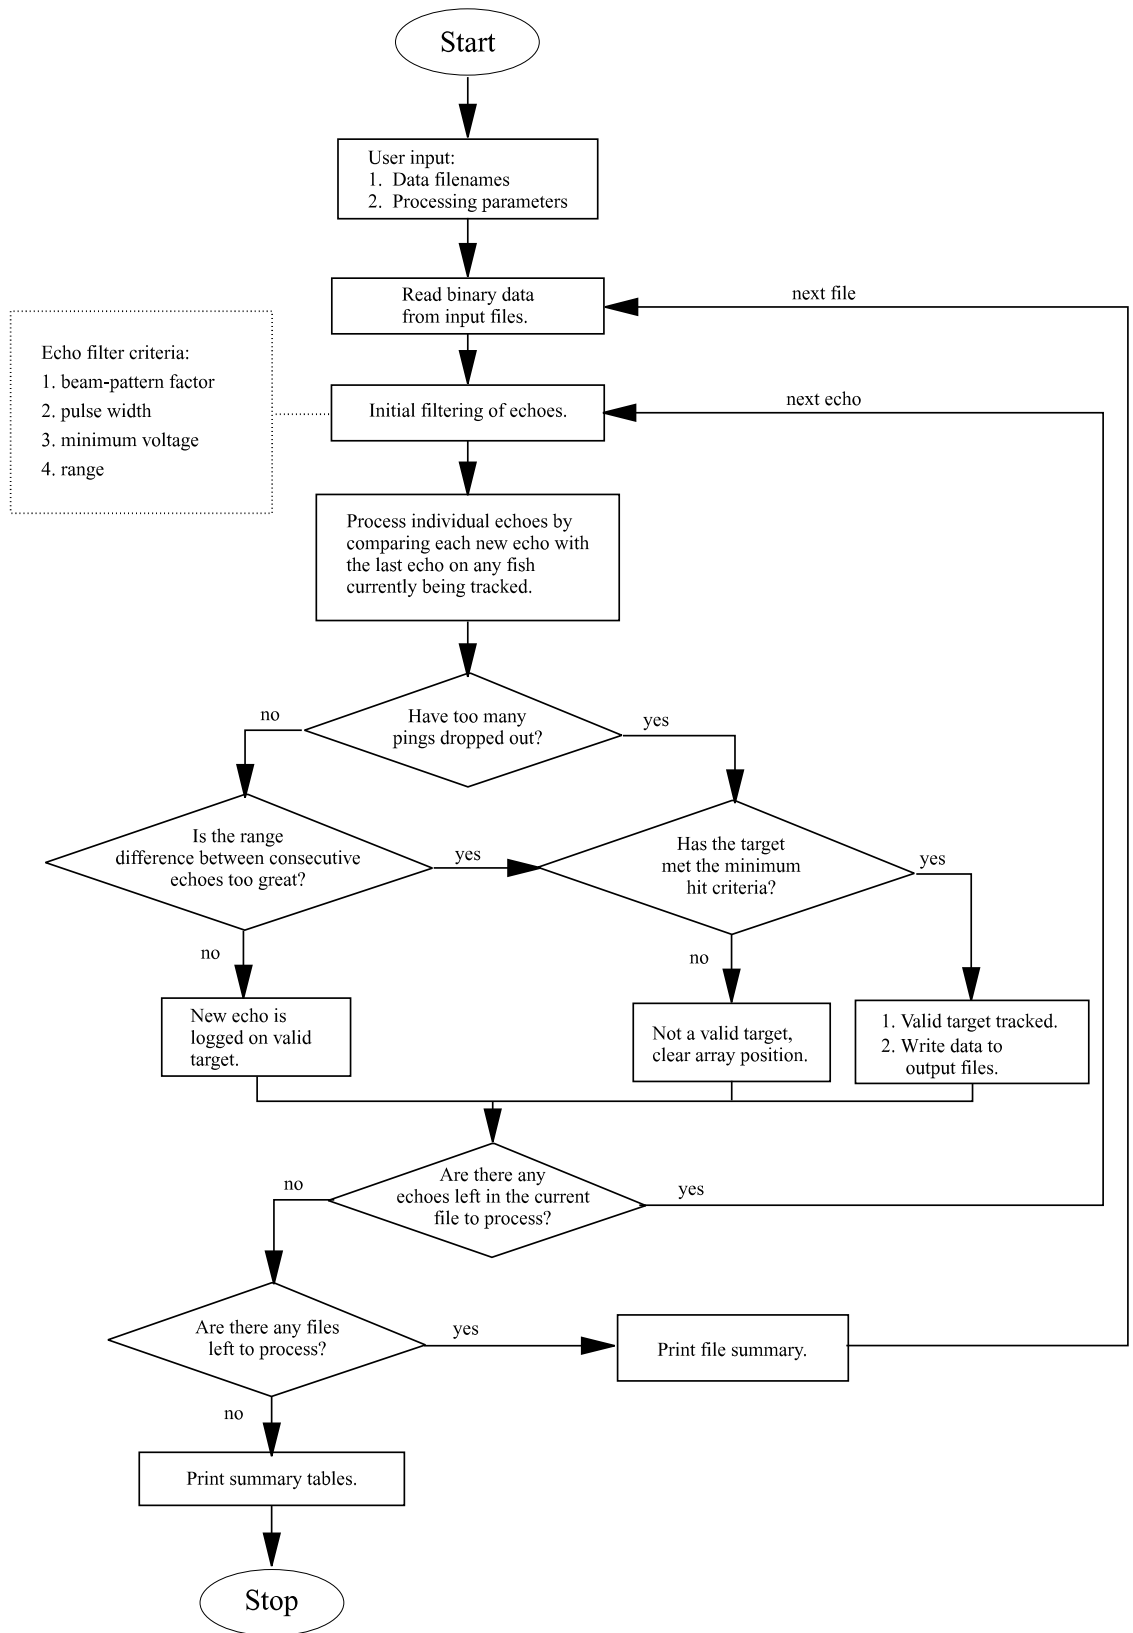 Start
User input:
1. Data filenames
2. Processing parameters
Read binary data
from input files.
next file
Echo filter criteria:
1. beam-pattern factor
2. pulse width
3. minimum voltage
4. range
Initial filtering of echoes.
next echo
Process individual echoes by
comparing each new echo with
the last echo on any fish
currently being tracked.
Have too many
pings dropped out?
no
yes
Is the range
difference between consecutive
echoes too great?
yes
Has the target
met the minimum
hit criteria?
yes
no
no
New echo is
logged on valid
target.
Not a valid target,
clear array position.
1. Valid target tracked.
2. Write data to
output files.
Are there any
echoes left in the current
file to process?
no
yes
Are there any files
left to process?
yes
Print file summary.
no
Print summary tables.
Stop